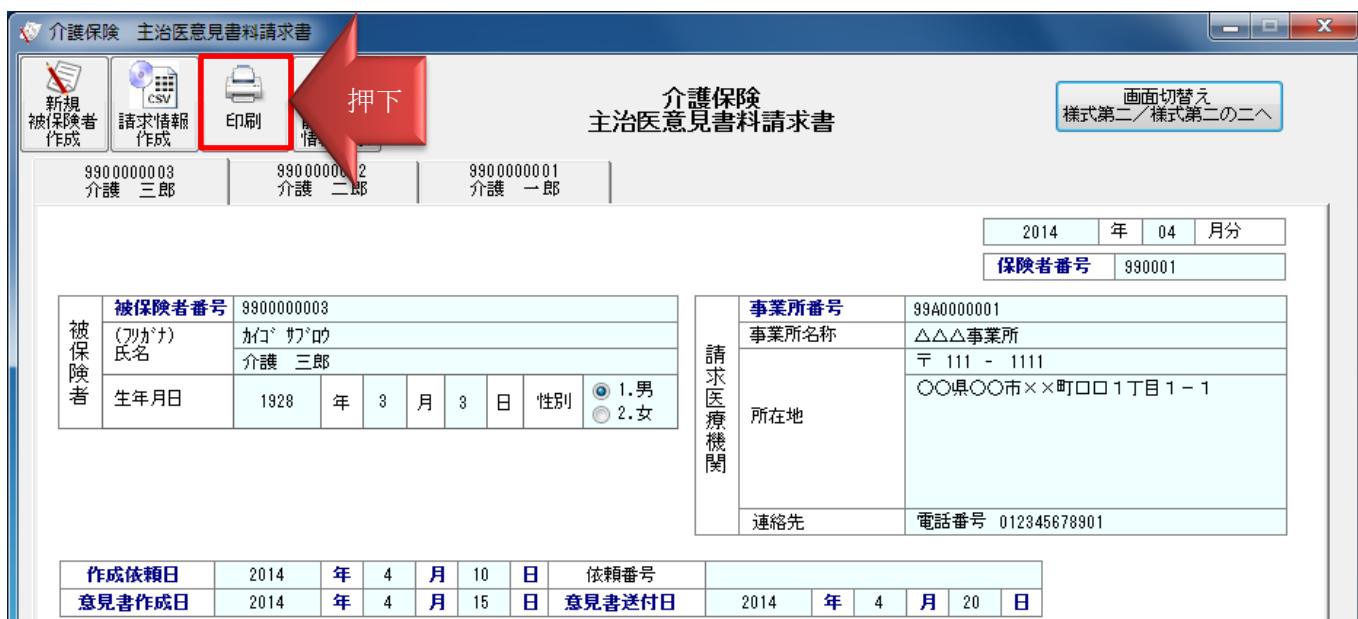 介護保険 主治医意見書料請求書
新規
被保険者
作成
CSV
請求情報
作成
印刷
押下
介護保険
主治医意見書料請求書
画面切替え
様式第二／様式第二の二へ
9900000003
介護 三郎
介護 二郎
9900000001
介護 一郎
2014 年 04 月分
保険者番号 990001
被保険者
被保険者番号 9900000003
(フリガナ) カイゴ サブロウ
氏名 介護 三郎
生年月日 1928 年 3 月 3 日 性別 1.男
2.女
請求医療機関
事業所番号 99A0000001
事業所名称 △△△事業所
所在地 〒 111 - 1111
〇〇県〇〇市××町口口1丁目1－1
連絡先 電話番号 012345678901
作成依頼日 2014 年 4 月 10 日 依頼番号
意見書作成日 2014 年 4 月 15 日 意見書送付日 2014 年 4 月 20 日